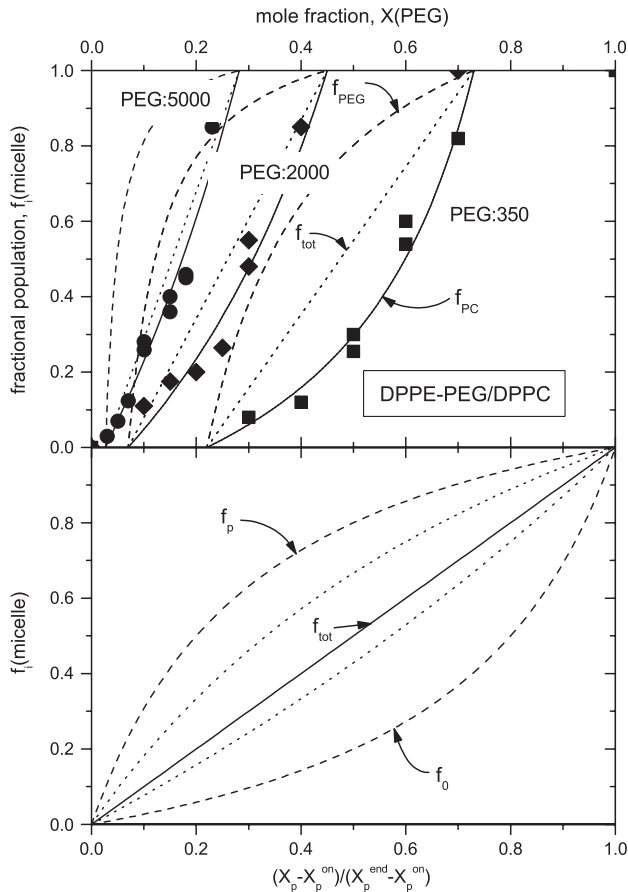 mole fraction, X(PEG)
0.0 0.2 0.4 0.6 0.8 1.0
1.0
PEG:5000
f_PEG
0.8
PEG:2000
PEG:350
0.6
f_tot
fractional population, f_i(micelle)
0.4
f_PC
0.2
DPPE-PEG/DPPC
0.0
f_p
0.8
0.6
f_tot
f_i(micelle)
0.4
0.2
f_0
0.0
0.0 0.2 0.4 0.6 0.8 1.0
(X_p-X_p^on)/(X_p^end-X_p^on)